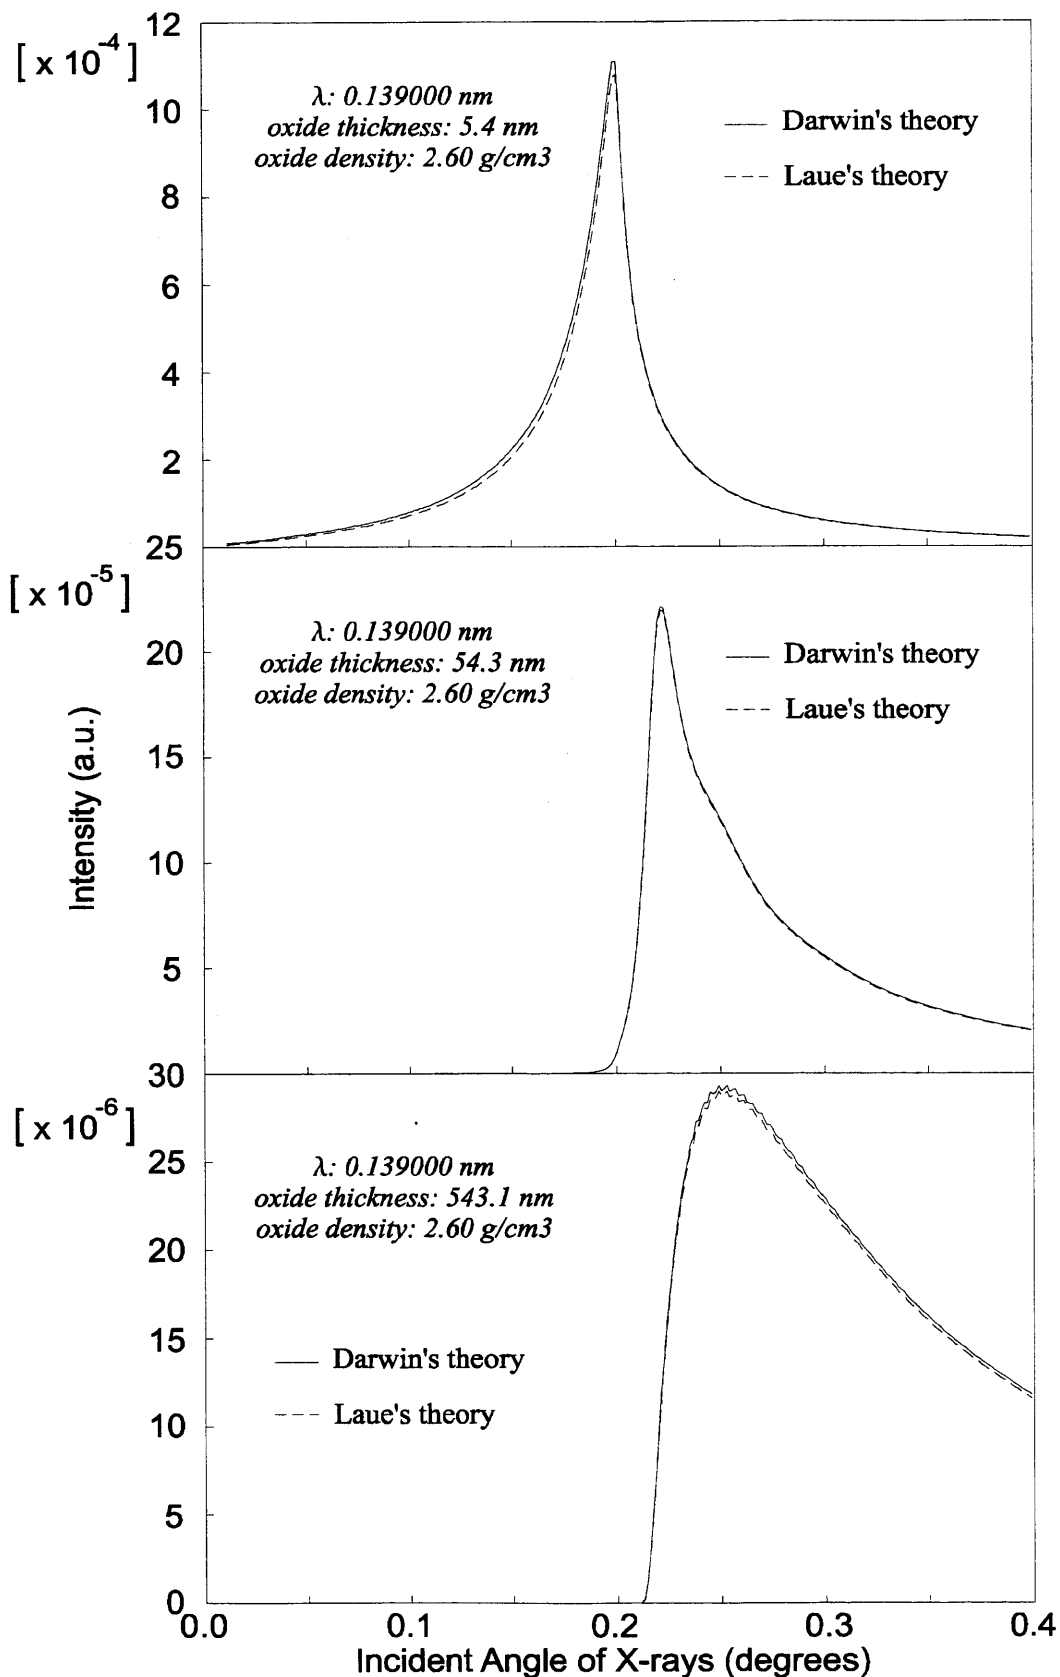 12
[ x 10-4 ]
λ: 0.139000 nm
oxide thickness: 5.4 nm
oxide density: 2.60 g/cm3
Darwin's theory
Laue's theory
10
8
6
4
2
25
[ x 10-5 ]
λ: 0.139000 nm
oxide thickness: 54.3 nm
oxide density: 2.60 g/cm3
Darwin's theory
Laue's theory
20
15
10
5
Intensity (a.u.)
30
[ x 10-6 ]
λ: 0.139000 nm
oxide thickness: 543.1 nm
oxide density: 2.60 g/cm3
25
20
15
10
5
0
Darwin's theory
Laue's theory
0.0 0.1 0.2 0.3 0.4
Incident Angle of X-rays (degrees)